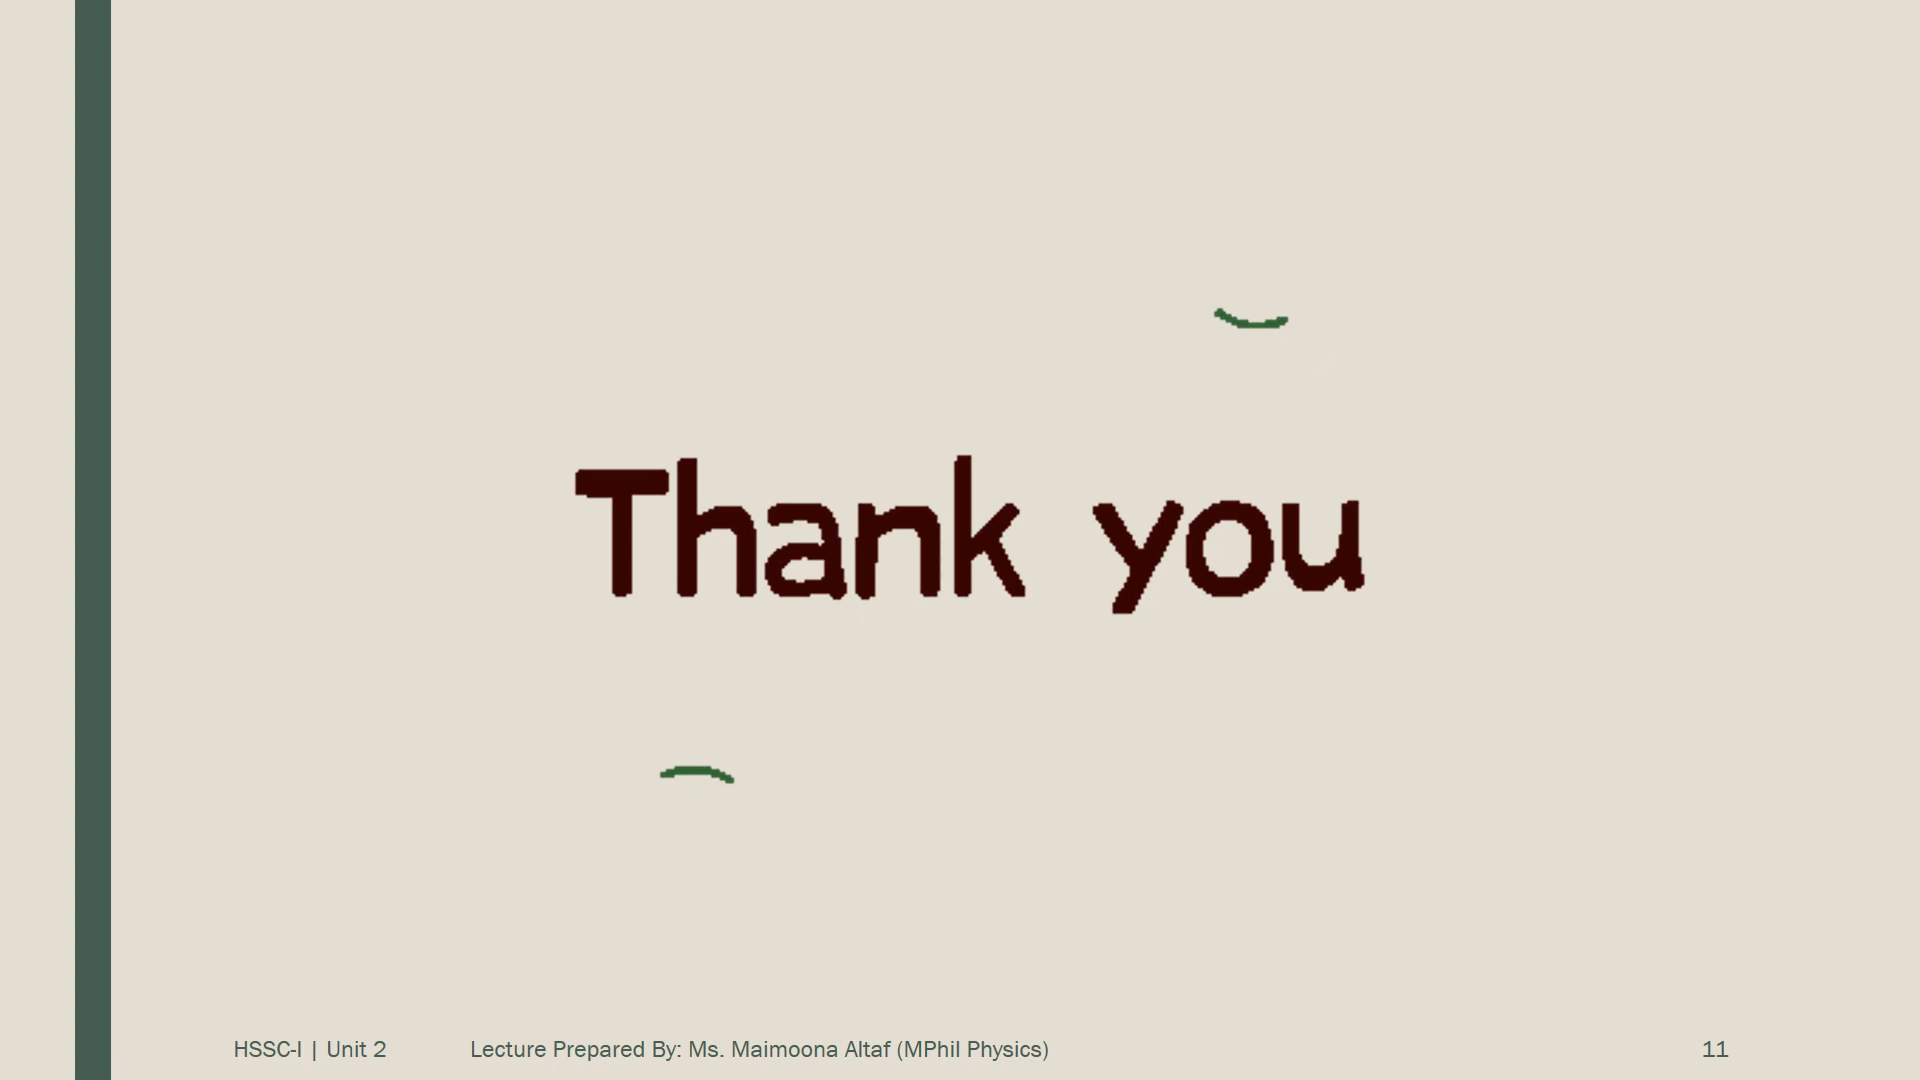 Thank you
HSSC-I | Unit 2 Lecture Prepared By: Ms. Maimoona Altaf (MPhil Physics) 11